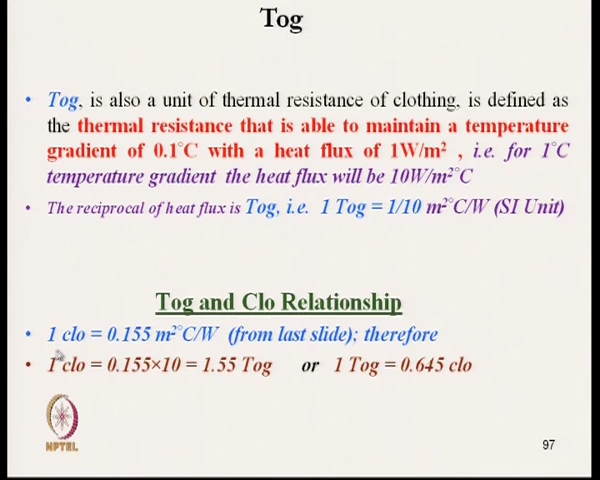 Tog
• Tog, is also a unit of thermal resistance of clothing, is defined as
the thermal resistance that is able to maintain a temperature
gradient of 0.1°C with a heat flux of 1W/m² , i.e. for 1°C
temperature gradient the heat flux will be 10W/m²°C
• The reciprocal of heat flux is Tog, i.e. 1 Tog = 1/10 m²°C/W (SI Unit)
Tog and Clo Relationship
• 1 clo = 0.155 m²°C/W (from last slide); therefore
• 1 clo = 0.155×10 = 1.55 Tog or 1 Tog = 0.645 clo
NPTEL
97